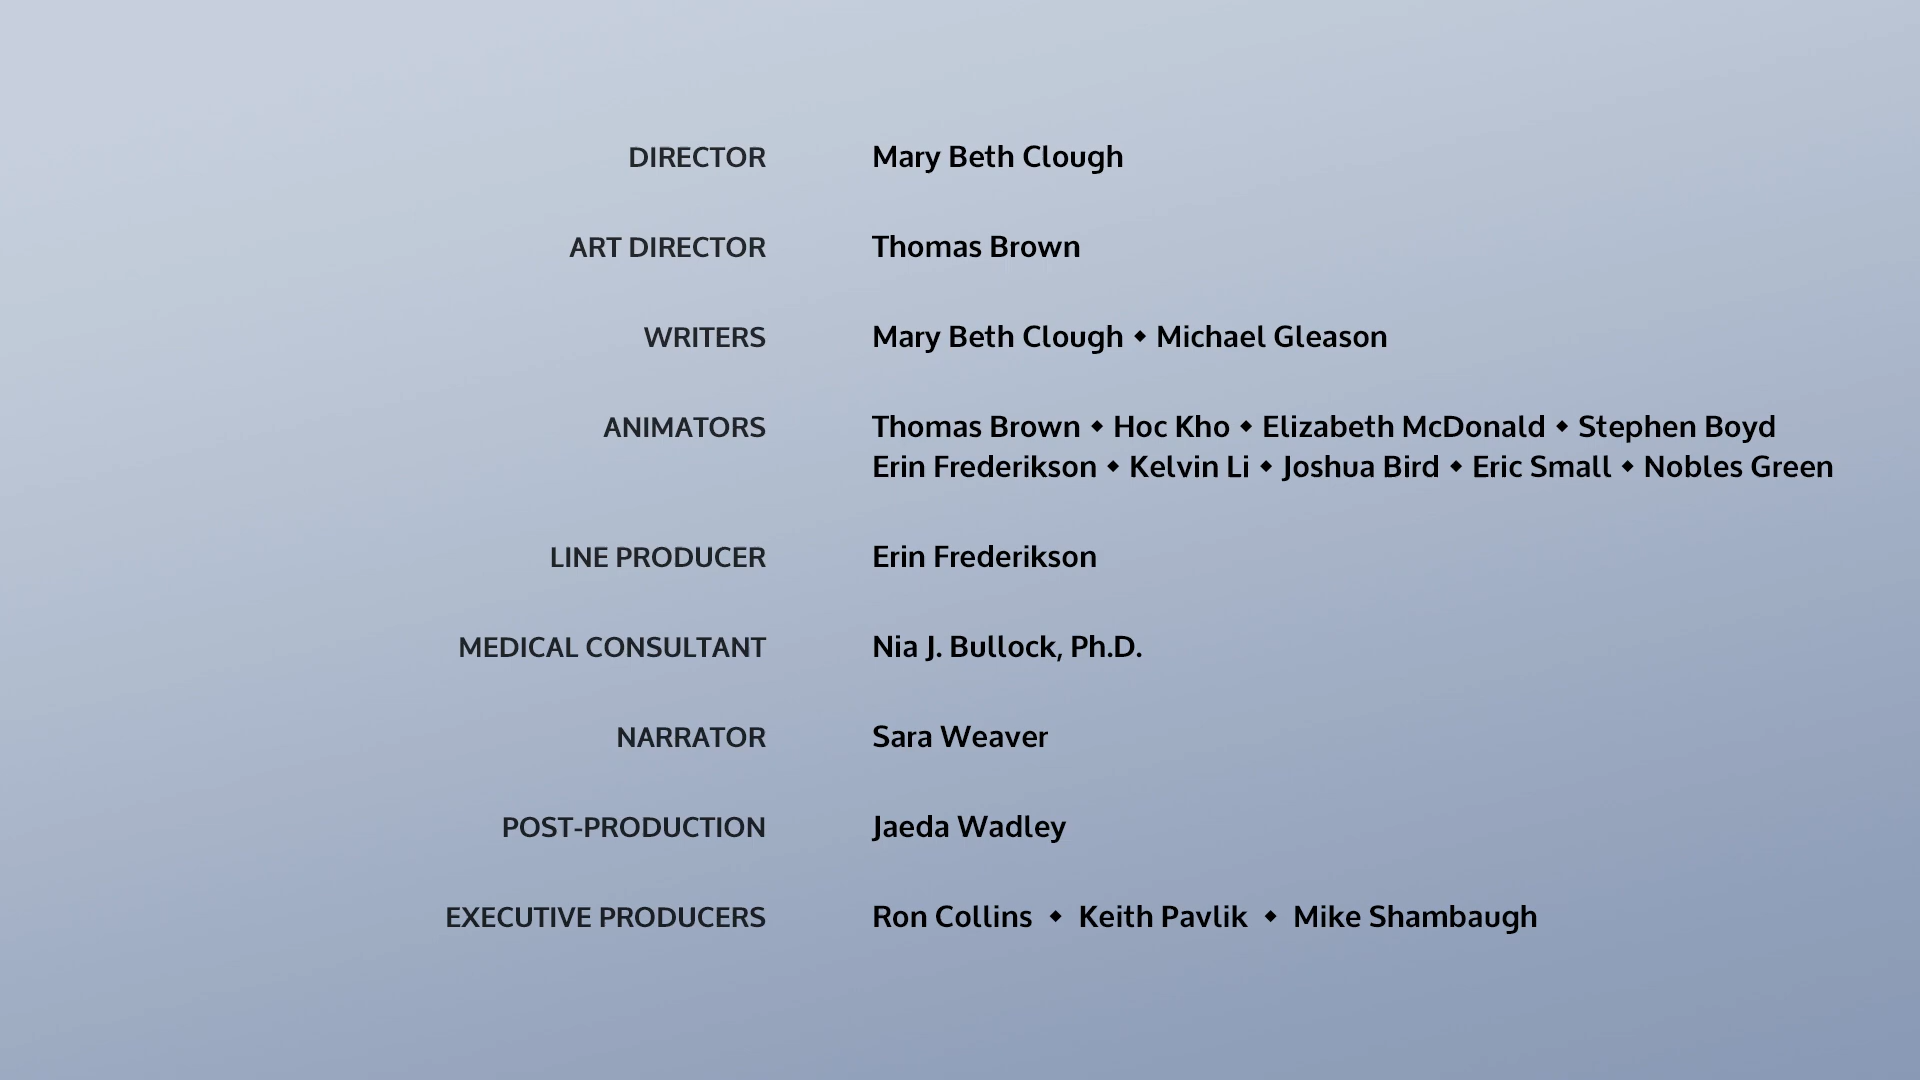 DIRECTOR Mary Beth Clough
ART DIRECTOR Thomas Brown
WRITERS Mary Beth Clough ◆ Michael Gleason
ANIMATORS Thomas Brown ◆ Hoc Kho ◆ Elizabeth McDonald ◆ Stephen Boyd
Erin Frederikson ◆ Kelvin Li ◆ Joshua Bird ◆ Eric Small ◆ Nobles Green
LINE PRODUCER Erin Frederikson
MEDICAL CONSULTANT Nia J. Bullock, Ph.D.
NARRATOR Sara Weaver
POST-PRODUCTION Jaeda Wadley
EXECUTIVE PRODUCERS Ron Collins ◆ Keith Pavlik ◆ Mike Shambaugh